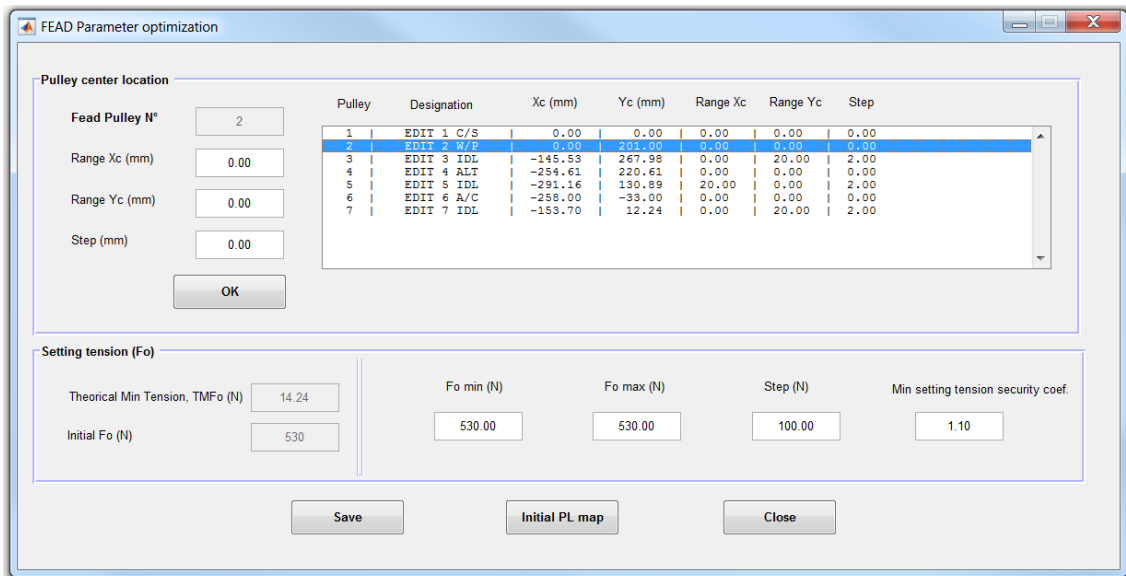 FEAD Parameter optimization
Pulley center location
Fead Pulley N° 2
Range Xc (mm) 0.00
Range Yc (mm) 0.00
Step (mm) 0.00
OK
Pulley Designation Xc (mm) Yc (mm) Range Xc Range Yc Step
1 | EDIT 1 C/S | 0.00 | 0.00 | 0.00 | 0.00 | 0.00
2 | EDIT 2 W/P | 0.00 | 201.00 | 0.00 | 0.00 | 0.00
3 | EDIT 3 IDL | -145.53 | 267.98 | 0.00 | 20.00 | 2.00
4 | EDIT 4 ALT | -254.61 | 220.61 | 0.00 | 0.00 | 0.00
5 | EDIT 5 IDL | -291.16 | 130.89 | 20.00 | 0.00 | 2.00
6 | EDIT 6 A/C | -258.00 | -33.00 | 0.00 | 0.00 | 0.00
7 | EDIT 7 IDL | -153.70 | 12.24 | 0.00 | 20.00 | 2.00
Setting tension (Fo)
Theorical Min Tension, TMFo (N) 14.24
Initial Fo (N) 530
Fo min (N) Fo max (N) Step (N) Min setting tension security coef.
530.00 530.00 100.00 1.10
Save Initial PL map Close